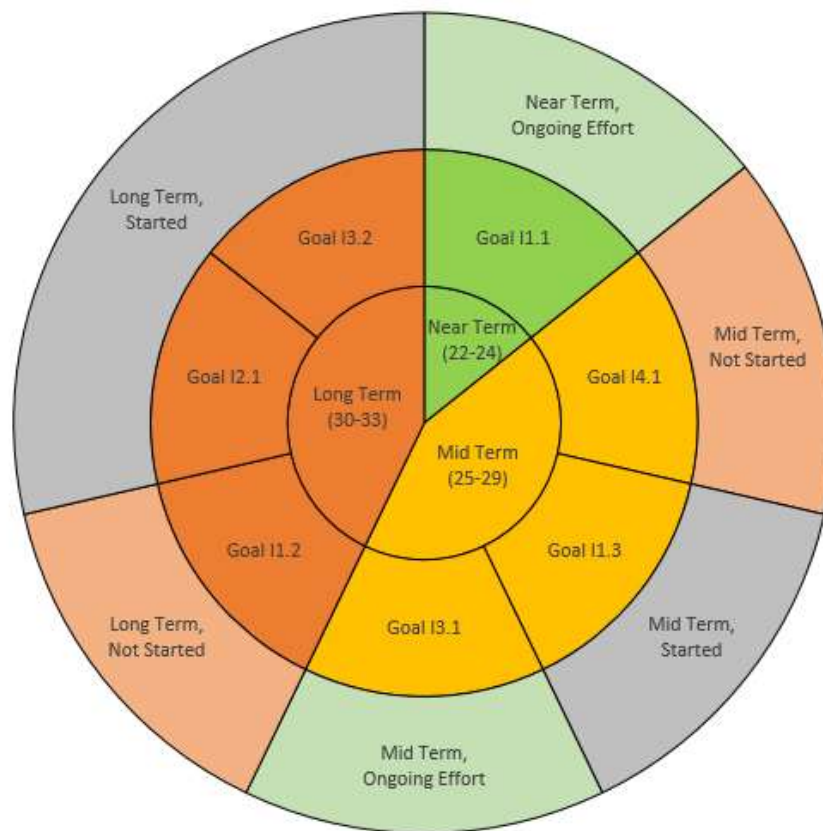 Near Term,
Ongoing Effort
Long Term,
Started
Goal I3.2
Goal I1.1
Near Term
(22-24)
Mid Term,
Not Started
Goal I2.1
Goal I4.1
Long Term
(30-33)
Mid Term
(25-29)
Goal I1.2
Goal I1.3
Goal I3.1
Long Term,
Not Started
Mid Term,
Started
Mid Term,
Ongoing Effort